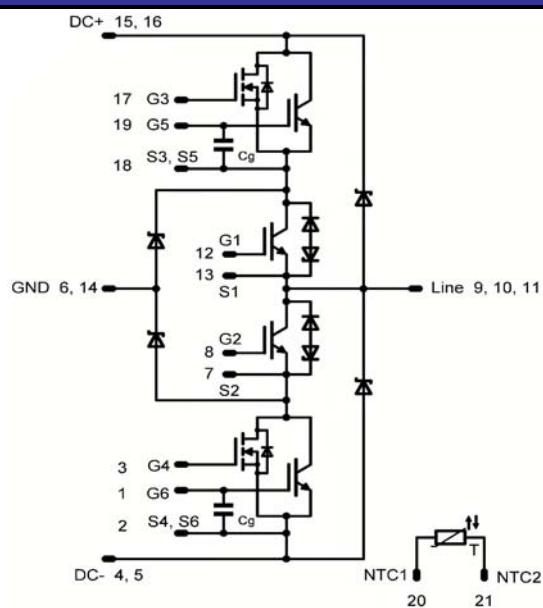 DC+ 15, 16
17 G3
19 G5
Cg
18 S3, S5
G1
12
13
S1
GND 6, 14
Line 9, 10, 11
G2
8
7
S2
3 G4
1 G6
Cg
2 S4, S6
T
DC- 4, 5
NTC1 NTC2
20 21